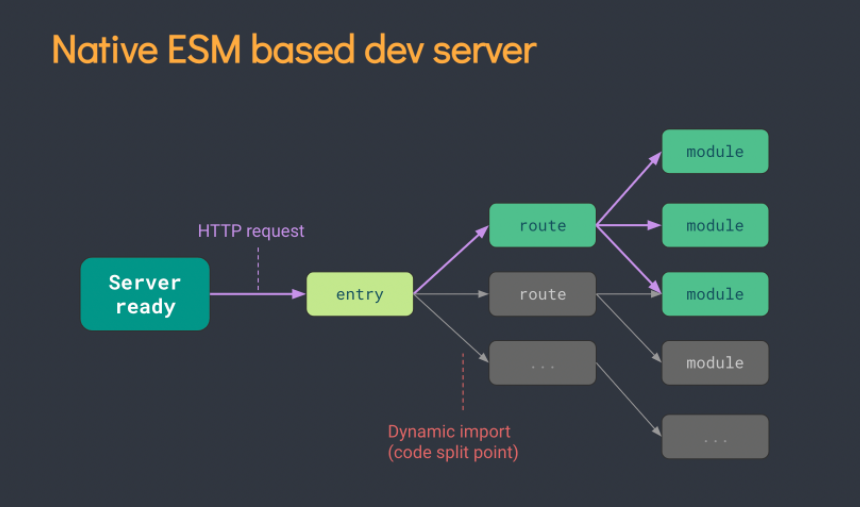 Native ESM based dev server
module
HTTP request
route
module
Server
ready
entry
route
module
...
module
Dynamic import
(code split point)
...